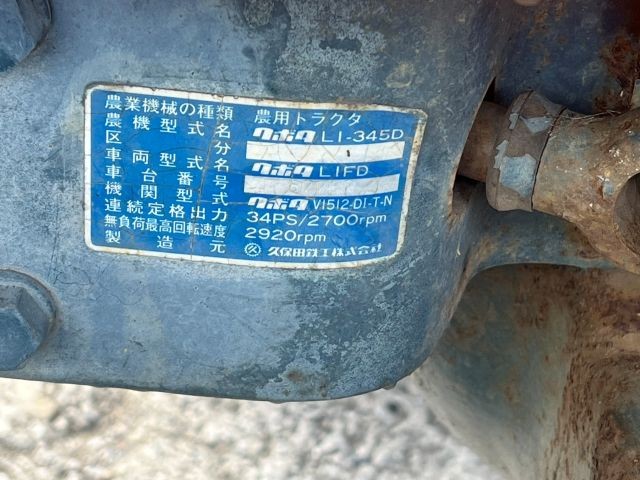 農業機械の種類 農用トラクタ
農機型式名 クボタ L1-345D
区分
車両型式名 クボタ L1FD
車台番号
機関型式 クボタ V1512-DI-T-N
連続定格出力 34PS/2700rpm
無負荷最高回転速度 2920rpm
製造元 久保田鉄工株式会社